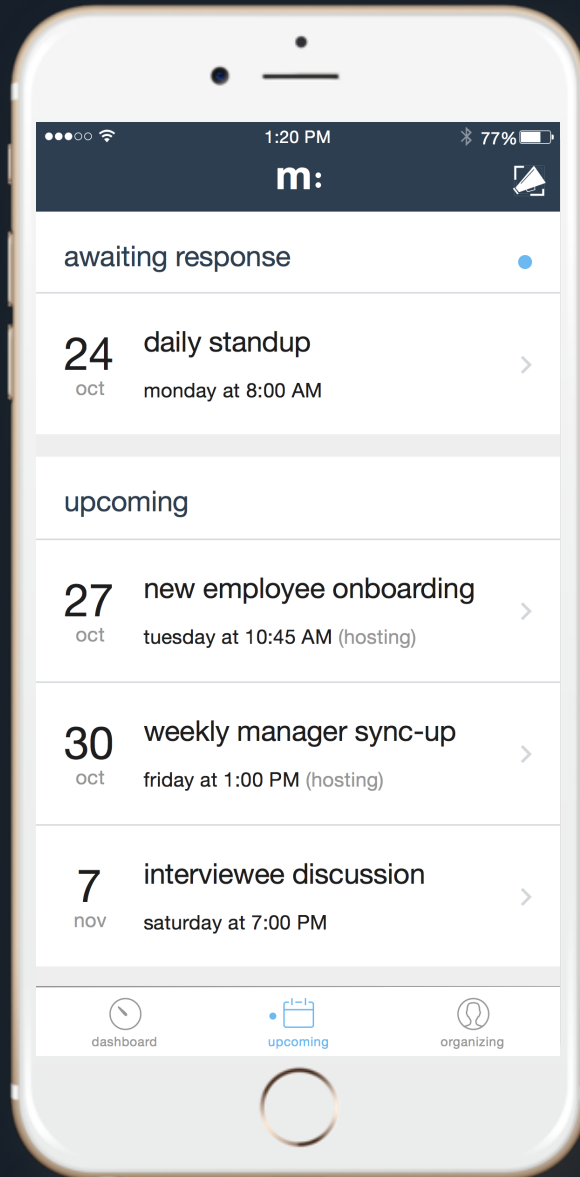 1:20 PM
77%
m:
awaiting response
24
oct
daily standup
monday at 8:00 AM
upcoming
27
oct
new employee onboarding
tuesday at 10:45 AM (hosting)
30
oct
weekly manager sync-up
friday at 1:00 PM (hosting)
7
nov
interviewee discussion
saturday at 7:00 PM
dashboard
upcoming
organizing